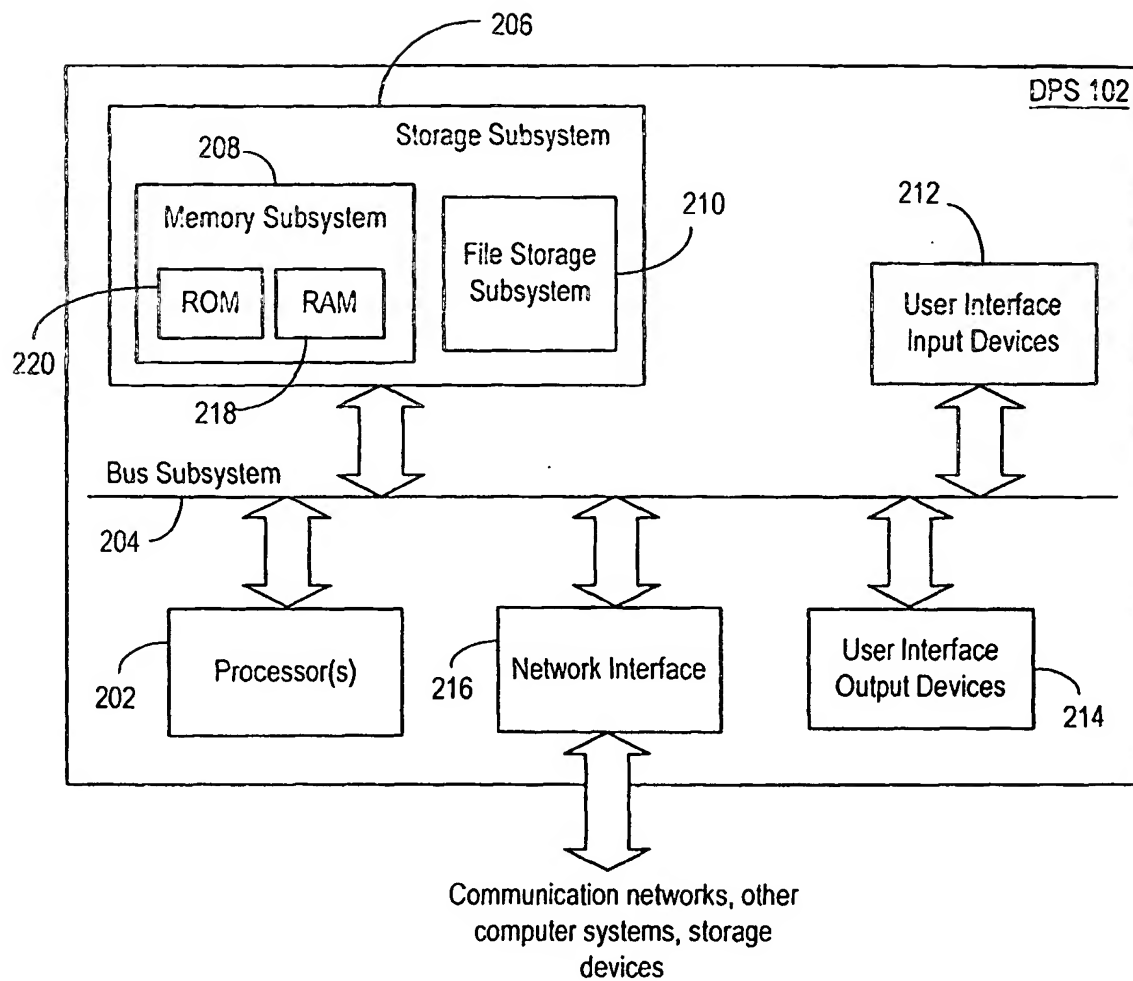 206
DPS 102
Storage Subsystem
208
Memory Subsystem
210
File Storage
Subsystem
212
ROM
RAM
User Interface
Input Devices
220
218
Bus Subsystem
204
Processor(s)
202
Network Interface
216
User Interface
Output Devices
214
Communication networks, other
computer systems, storage
devices